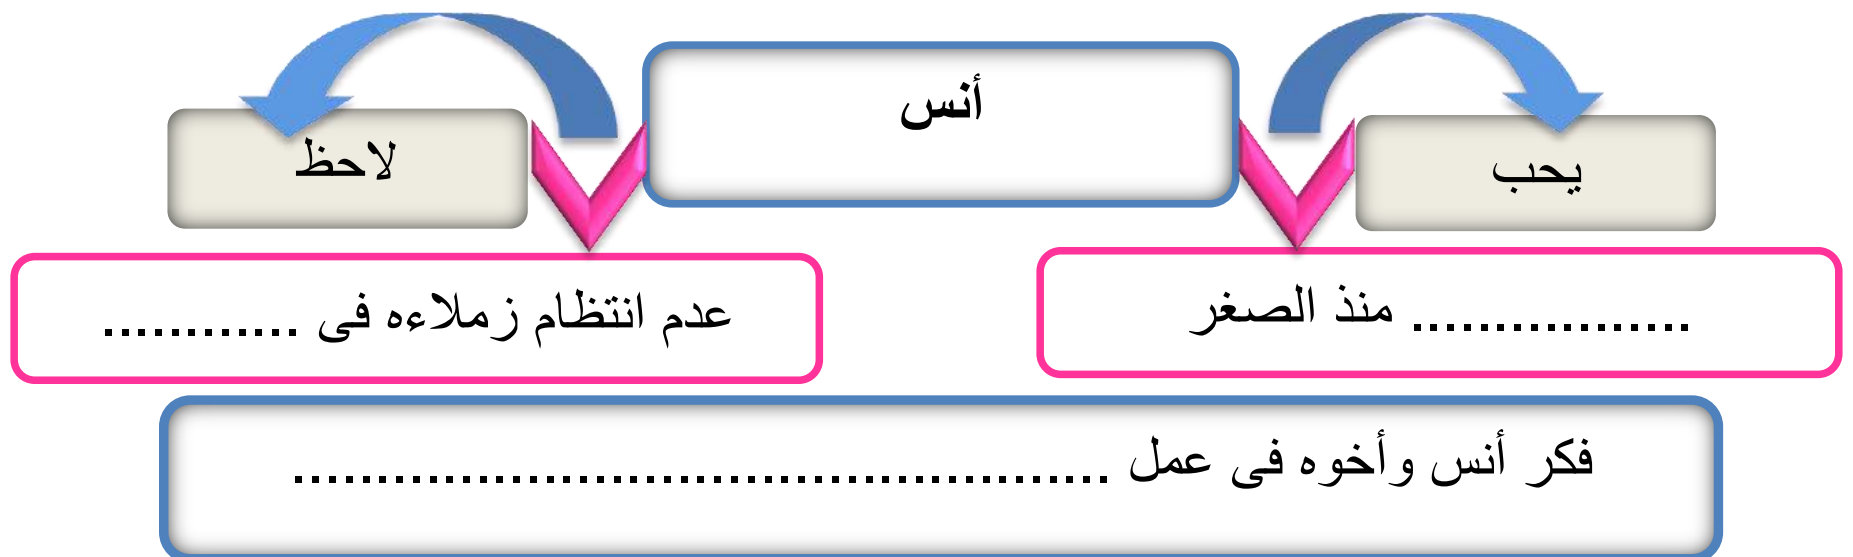 أنس
يحب
لاحظ
................. منذ الصغر
عدم انتظام زملاءه فى ............
فكر أنس وأخوه فى عمل .............................................